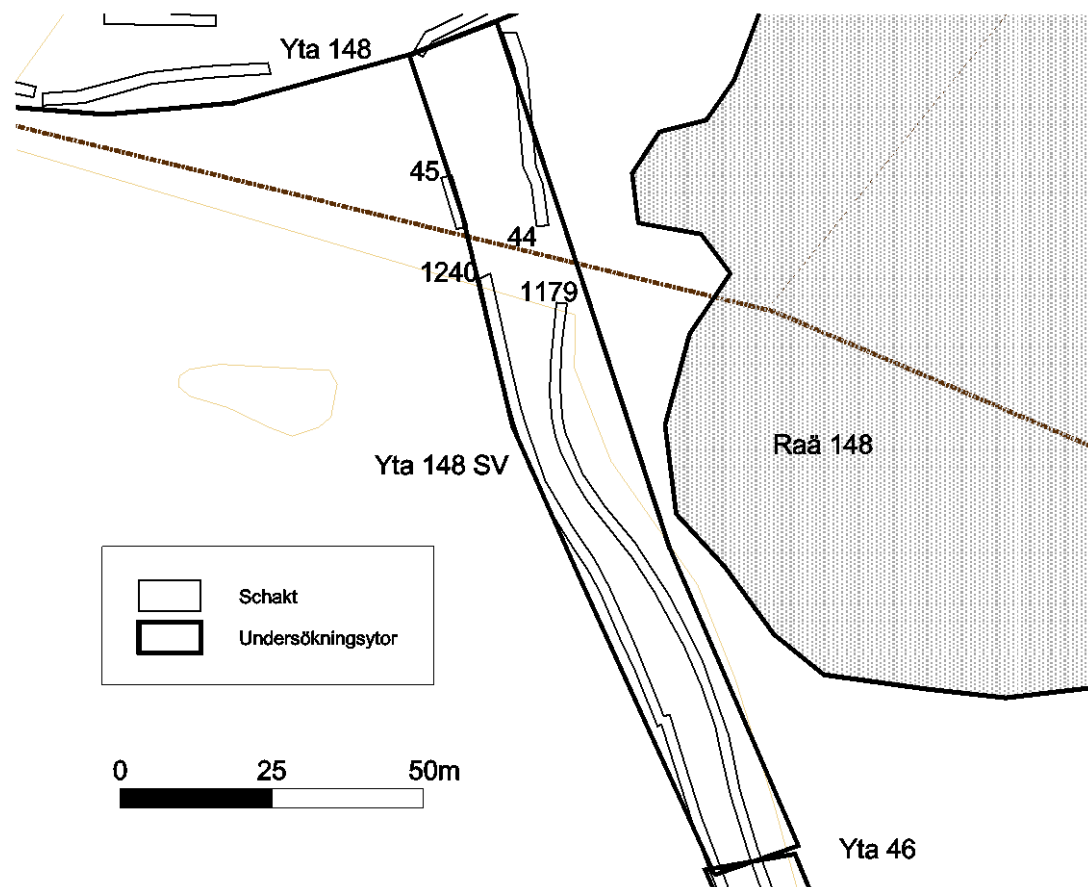 Yta 148
45
44
1240
1179
Yta 148 SV
Raä 148
Schakt
Undersökningsytor
0 25 50m
Yta 46